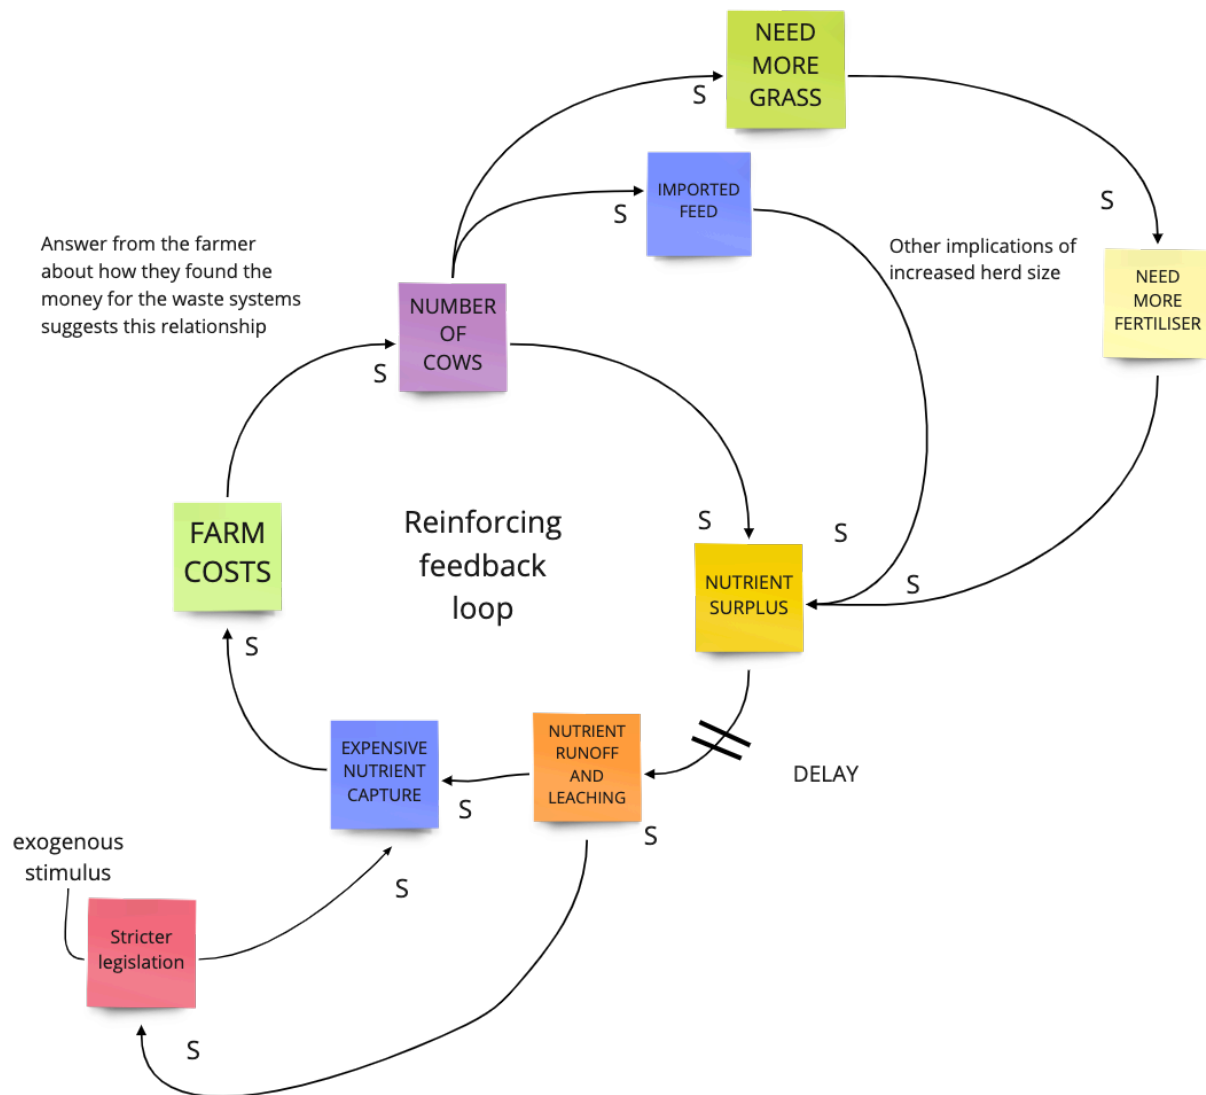 NEED
MORE
GRASS
S
IMPORTED
FEED
S
S
Answer from the farmer
about how they found the
money for the waste systems
suggests this relationship
Other implications of
increased herd size
NEED
MORE
FERTILISER
NUMBER
OF
COWS
S
FARM
COSTS
Reinforcing
feedback
loop
S
S
NUTRIENT
SURPLUS
S
S
NUTRIENT
RUNOFF
AND
LEACHING
EXPENSIVE
NUTRIENT
CAPTURE
DELAY
S
S
exogenous
stimulus
S
Stricter
legislation
S